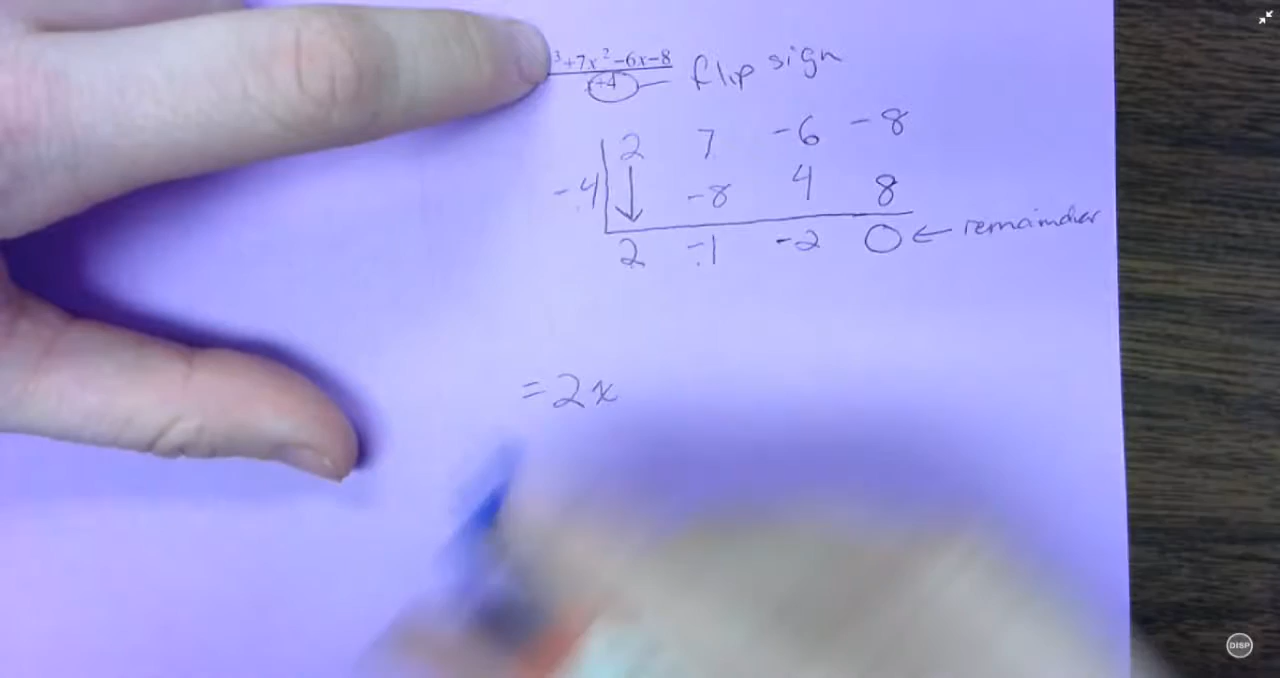 ³+7x²-6x-8
+4 flip sign
2 7 -6 -8
-4 -8 4 8
2 -1 -2 0 ← remainder
=2x
DISP